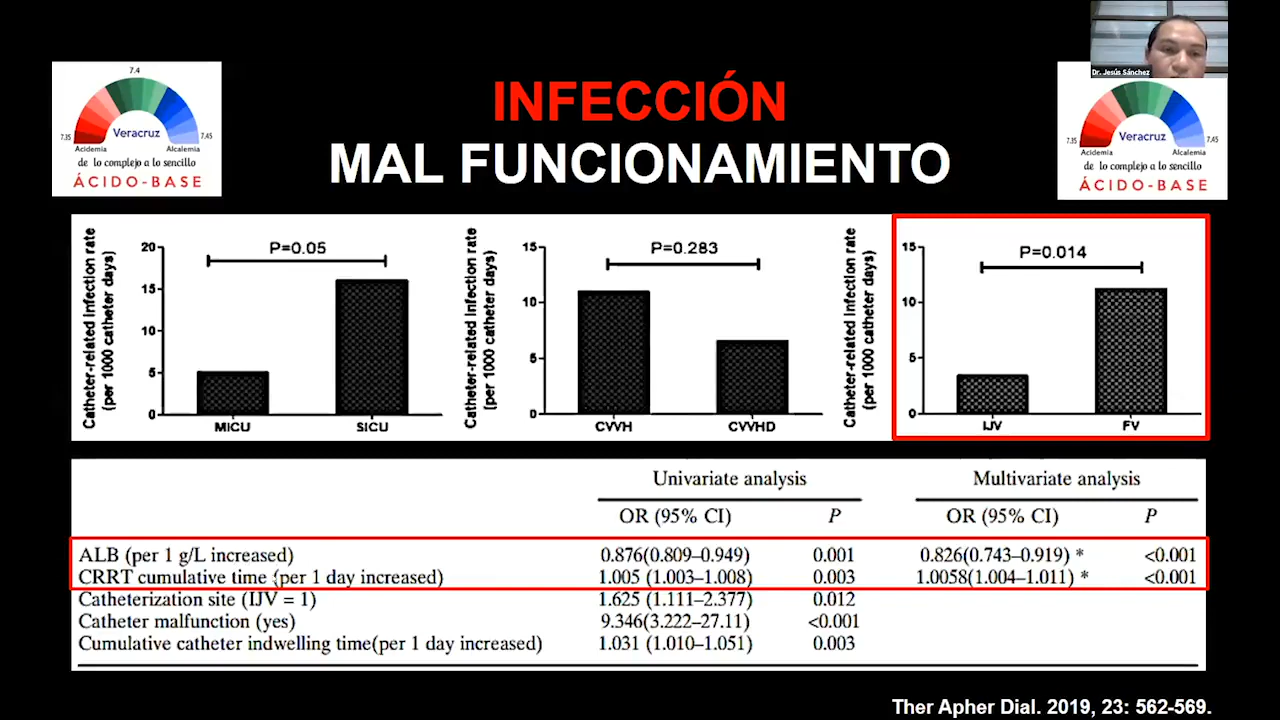 Dr. Jesús Sánchez
7.4
7.35
Veracruz
7.45
Acidemia
Alcalemia
de lo complejo a lo sencillo
ÁCIDO-BASE
INFECCIÓN
MAL FUNCIONAMIENTO
7.35
Veracruz
7.45
Acidemia
Alcalemia
de lo complejo a lo sencillo
ÁCIDO-BASE
Catheter-related infection rate
(per 1000 catheter days)
20
15
10
5
0
P=0.05
MICU
SICU
Catheter-related infection rate
(per 1000 catheter days)
15
10
5
0
P=0.283
CVVH
CVVHD
Catheter-related infection rate
(per 1000 catheter days)
15
10
5
0
P=0.014
IJV
FV
Univariate analysis Multivariate analysis
OR (95% CI) P OR (95% CI) P
ALB (per 1 g/L increased) 0.876(0.809–0.949) 0.001 0.826(0.743–0.919) * <0.001
CRRT cumulative time (per 1 day increased) 1.005 (1.003–1.008) 0.003 1.0058(1.004–1.011) * <0.001
Catheterization site (IJV = 1) 1.625 (1.111–2.377) 0.012
Catheter malfunction (yes) 9.346(3.222–27.11) <0.001
Cumulative catheter indwelling time(per 1 day increased) 1.031 (1.010–1.051) 0.003
Ther Apher Dial. 2019, 23: 562-569.